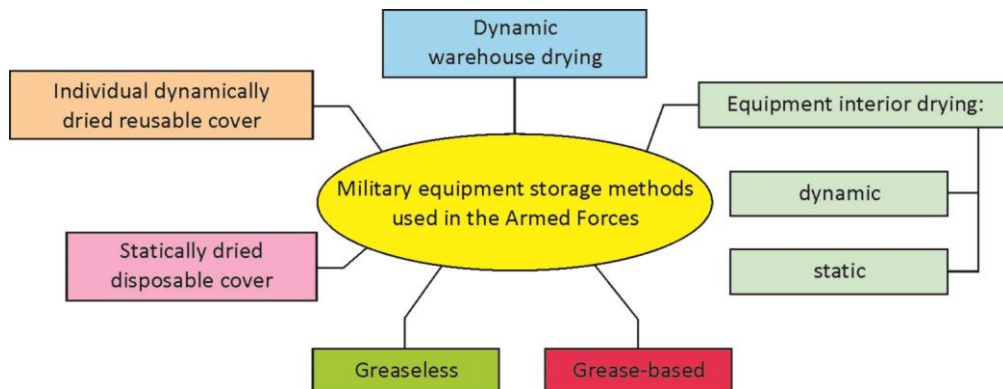 Dynamic
warehouse drying
Individual dynamically
dried reusable cover
Equipment interior drying:
Military equipment storage methods
used in the Armed Forces
dynamic
Statically dried
disposable cover
static
Greaseless
Grease-based